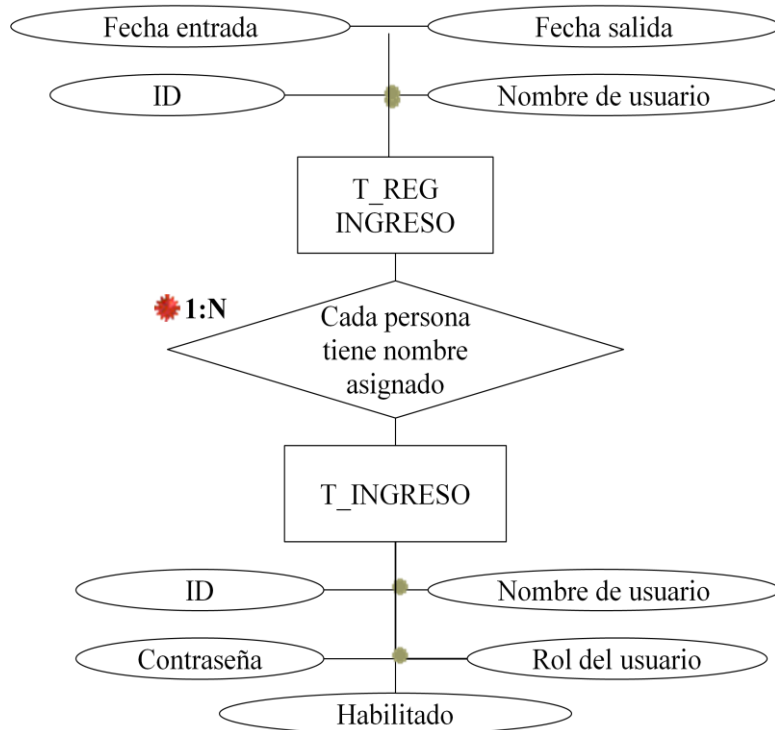 Fecha entrada
Fecha salida
ID
Nombre de usuario
T_REG
INGRESO
1:N
Cada persona
tiene nombre
asignado
T_INGRESO
ID
Nombre de usuario
Contraseña
Rol del usuario
Habilitado